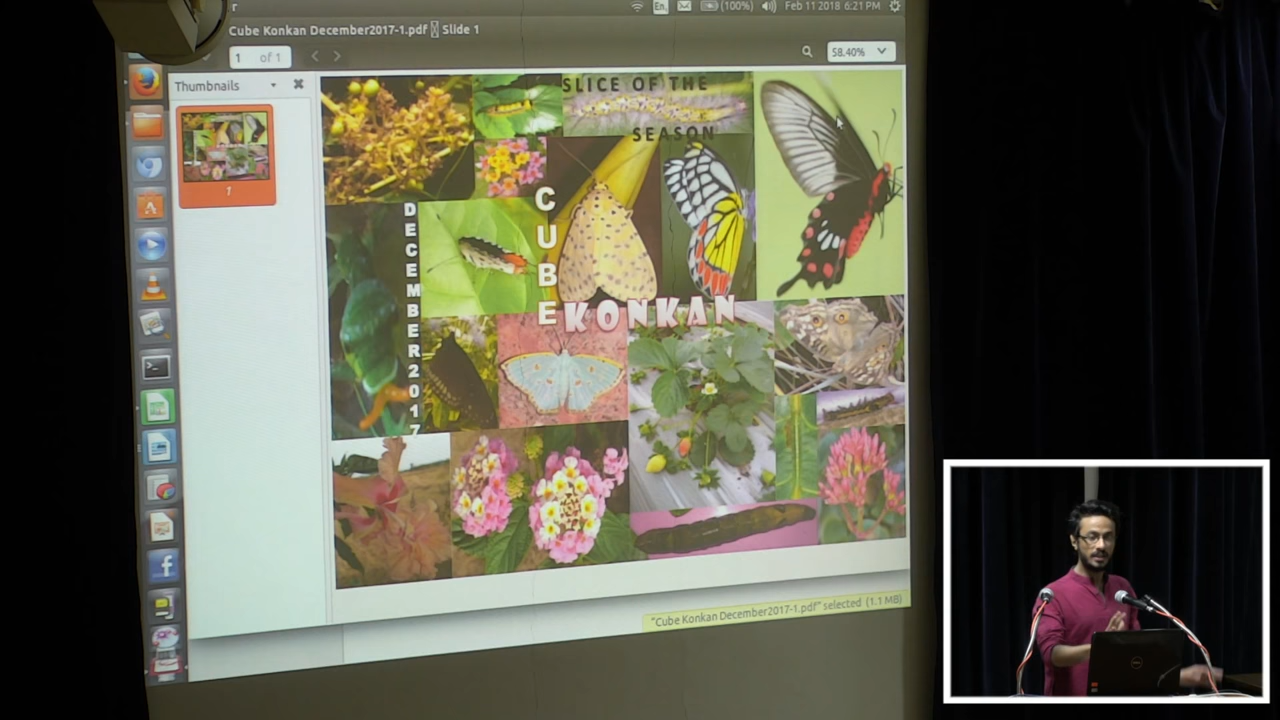 En
(100%)
Feb 11 2018 6:21 PM
Cube Konkan December2017-1.pdf
Slide 1
1 of 1
58.40%
Thumbnails
1
SLICE OF THE
SEASON
DECEMBER2017
CUBE
KONKAN
"Cube Konkan December2017-1.pdf" selected (1.1 MB)